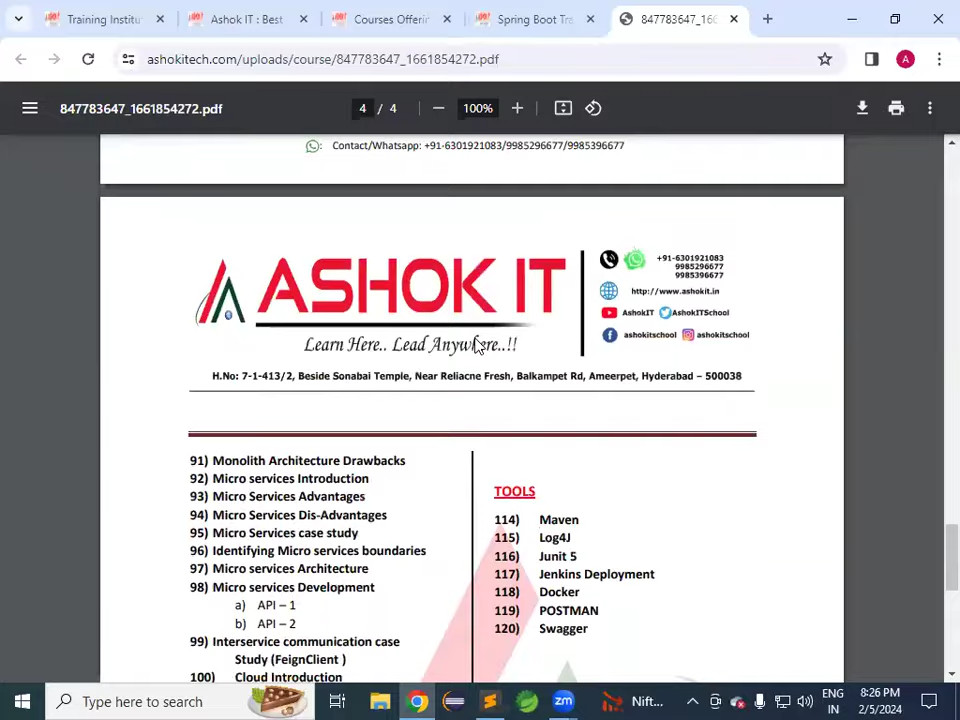 Training Institu
Ashok IT : Best
Courses Offerin
Spring Boot Tra
847783647_166
ashokitech.com/uploads/course/847783647_1661854272.pdf
A
847783647_1661854272.pdf
4 / 4
100%
Contact/Whatsapp: +91-6301921083/9985296677/9985396677
ASHOK IT
Learn Here.. Lead Anywhere..!!
+91-6301921083
9985296677
9985396677
http://www.ashokit.in
AshokIT AshokITSchool
ashokitschool ashokitschool
H.No: 7-1-413/2, Beside Sonabai Temple, Near Reliacne Fresh, Balkampet Rd, Ameerpet, Hyderabad – 500038
91) Monolith Architecture Drawbacks
92) Micro services Introduction
93) Micro Services Advantages
94) Micro Services Dis-Advantages
95) Micro Services case study
96) Identifying Micro services boundaries
97) Micro services Architecture
98) Micro services Development
a) API – 1
b) API – 2
99) Interservice communication case
Study (FeignClient )
100) Cloud Introduction
TOOLS
114) Maven
115) Log4J
116) Junit 5
117) Jenkins Deployment
118) Docker
119) POSTMAN
120) Swagger
Type here to search
zm
Nift...
ENG
IN
8:26 PM
2/5/2024